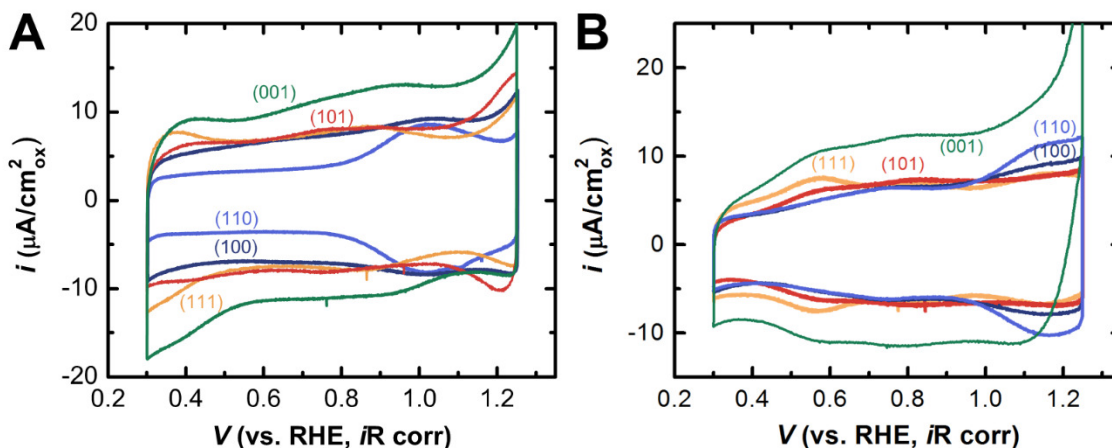 A
20
10
0
-10
-20
i (μA/cm²ox)
(001)
(101)
(110)
(100)
(111)
0.2 0.4 0.6 0.8 1.0 1.2
V (vs. RHE, iR corr)
B
20
10
0
-10
i (μA/cm²ox)
(111)
(101)
(001)
(110)
(100)
0.2 0.4 0.6 0.8 1.0 1.2
V (vs. RHE, iR corr)